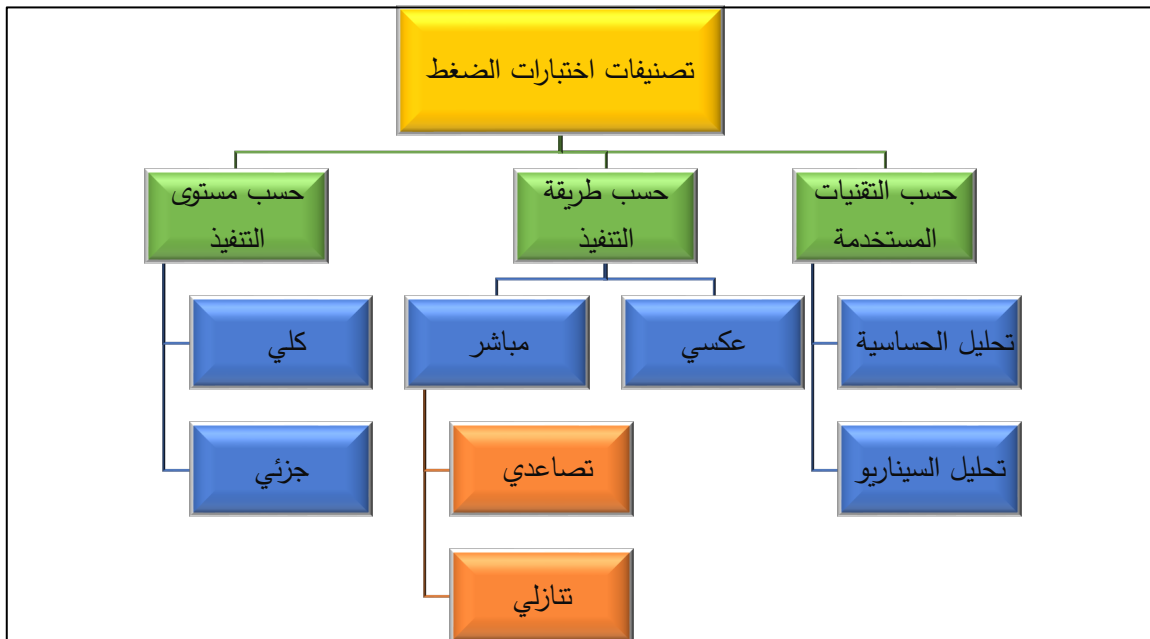 تصنيفات اختبارات الضغط
حسب التقنيات
المستخدمة
حسب طريقة
التنفيذ
حسب مستوى
التنفيذ
تحليل الحساسية
عكسي
مباشر
كلي
تحليل السيناريو
تصاعدي
جزئي
تنازلي